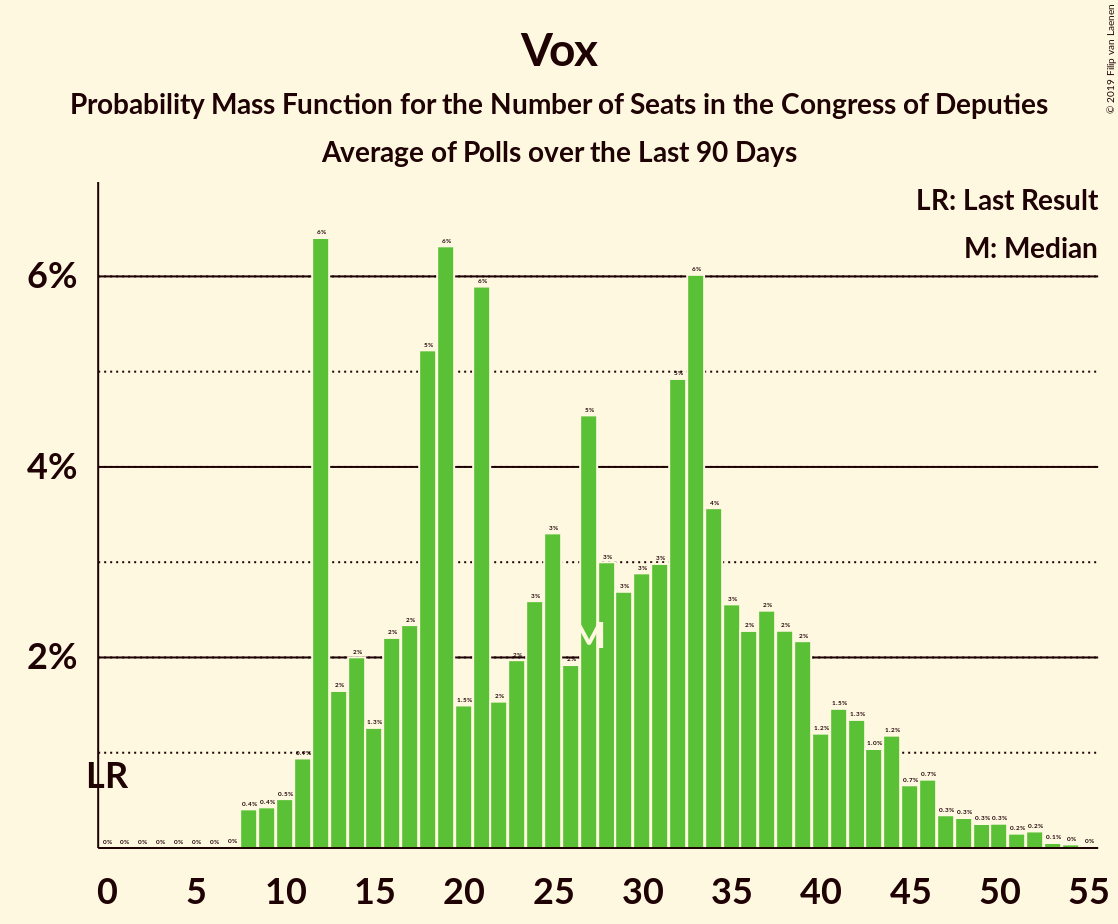 Vox
Probability Mass Function for the Number of Seats in the Congress of Deputies
Average of Polls over the Last 90 Days
© 2019 Filip van Laenen
LR: Last Result
M: Median
6%
4%
2%
0% 0% 0% 0% 0% 0% 0% 0% 0.4% 0.4% 0.5% 0.9% 6% 2% 2% 1.3% 2% 2% 5% 6% 1.5% 6% 2% 2% 3% 3% 2% 5% 3% 3% 3% 3% 5% 6% 4% 3% 2% 2% 2% 2% 1.2% 1.5% 1.3% 1.0% 1.2% 0.7% 0.7% 0.3% 0.3% 0.3% 0.3% 0.2% 0.2% 0.1% 0% 0%
M
LR
0 5 10 15 20 25 30 35 40 45 50 55